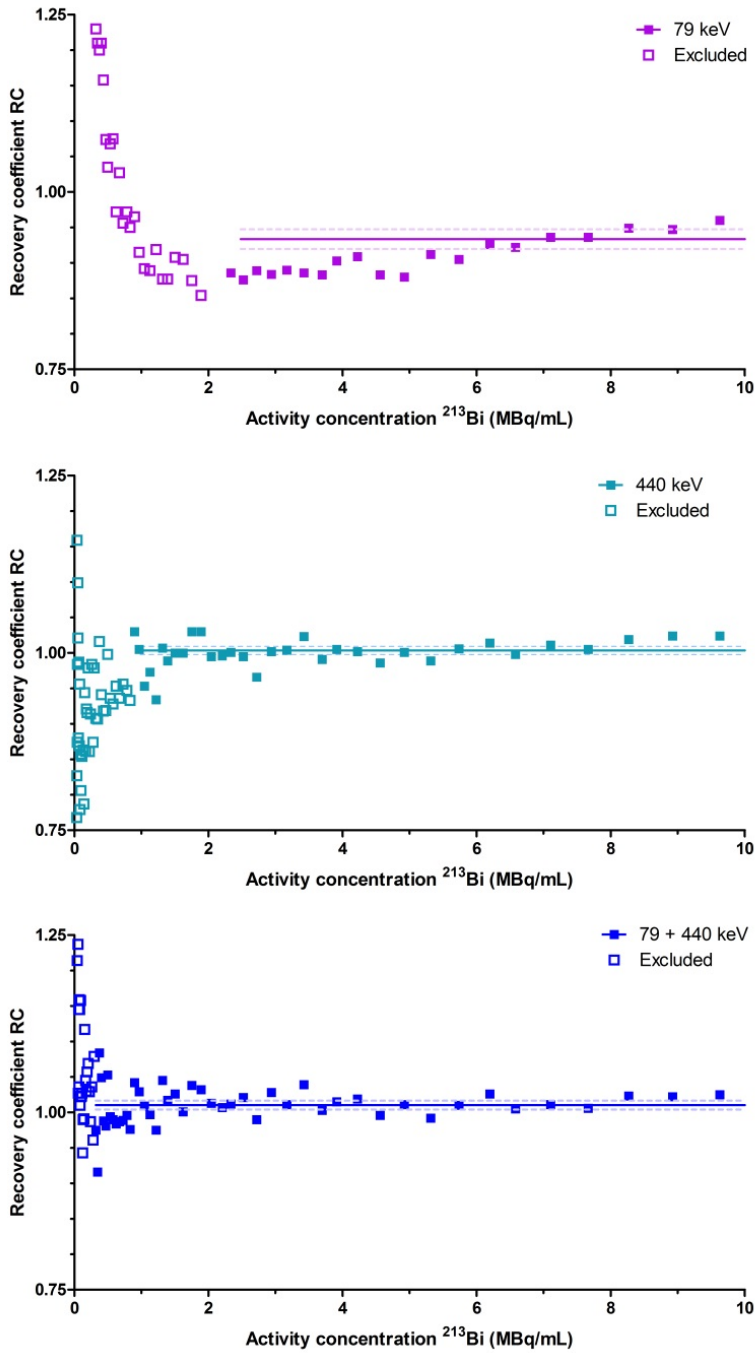 1.25
79 keV
Excluded
Recovery coefficient RC
1.00
0.75
0 2 4 6 8 10
Activity concentration ²¹³Bi (MBq/mL)
1.25
440 keV
Excluded
Recovery coefficient RC
1.00
0.75
0 2 4 6 8 10
Activity concentration ²¹³Bi (MBq/mL)
1.25
79 + 440 keV
Excluded
Recovery coefficient RC
1.00
0.75
0 2 4 6 8 10
Activity concentration ²¹³Bi (MBq/mL)